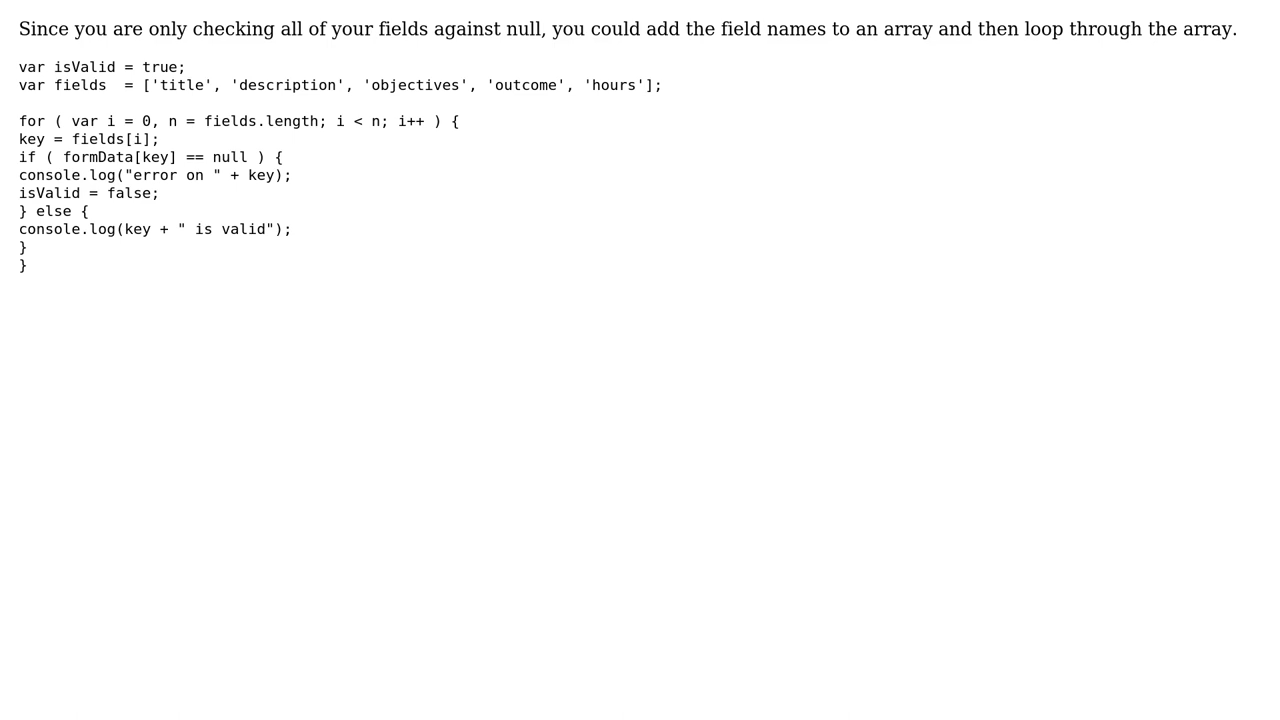 Since you are only checking all of your fields against null, you could add the field names to an array and then loop through the array.
var isValid = true;
var fields  = ['title', 'description', 'objectives', 'outcome', 'hours'];
for ( var i = 0, n = fields.length; i < n; i++ ) {
key = fields[i];
if ( formData[key] == null ) {
console.log("error on " + key);
isValid = false;
} else {
console.log(key + " is valid");
}
}